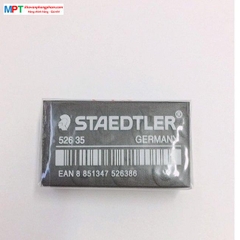 MPT
STAEDTLER
526 35
GERMANY
EAN 8 851347 526386